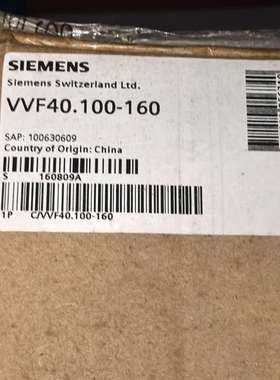 SIEMENS
Siemens Switzerland Ltd.
VVF40.100-160
SAP: 100630609
Country of Origin: China
S 160809A
1P C/VVF40.100-160